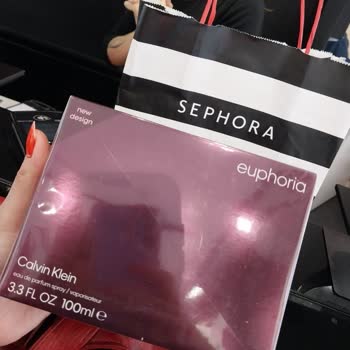 SEPHORA
new
design
euphoria
Calvin Klein
eau de parfum spray / vaporisateur
3.3 FL OZ 100ml ℮